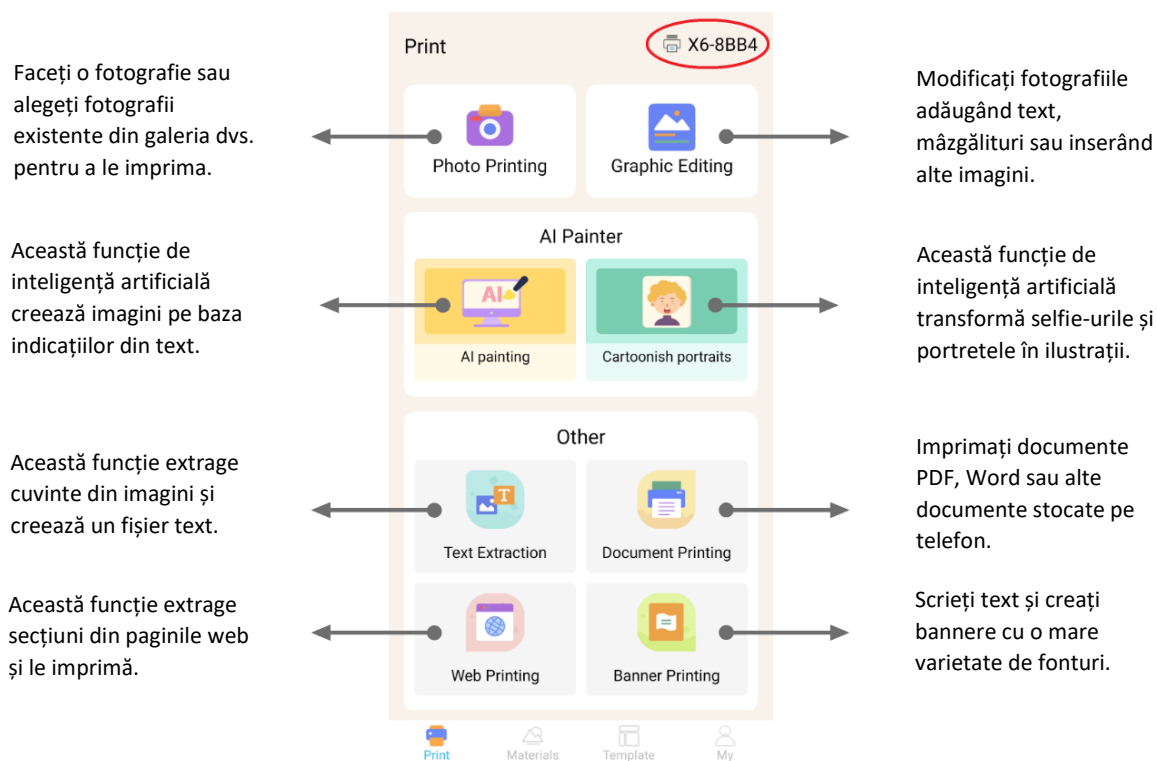 Print
X6-8BB4
Faceți o fotografie sau
alegeți fotografii
existente din galeria dvs.
pentru a le imprima.
Photo Printing
Graphic Editing
Modificați fotografiile
adăugând text,
mâzgălituri sau inserând
alte imagini.
AI Painter
Această funcție de
inteligență artificială
creează imagini pe baza
indicațiilor din text.
AI
AI painting
Cartoonish portraits
Această funcție de
inteligență artificială
transformă selfie-urile și
portretele în ilustrații.
Other
Această funcție extrage
cuvinte din imagini și
creează un fișier text.
T
Text Extraction
Document Printing
Imprimați documente
PDF, Word sau alte
documente stocate pe
telefon.
Această funcție extrage
secțiuni din paginile web
și le imprimă.
Web Printing
Banner Printing
Scrieți text și creați
bannere cu o mare
varietate de fonturi.
Print
Materials
Template
My